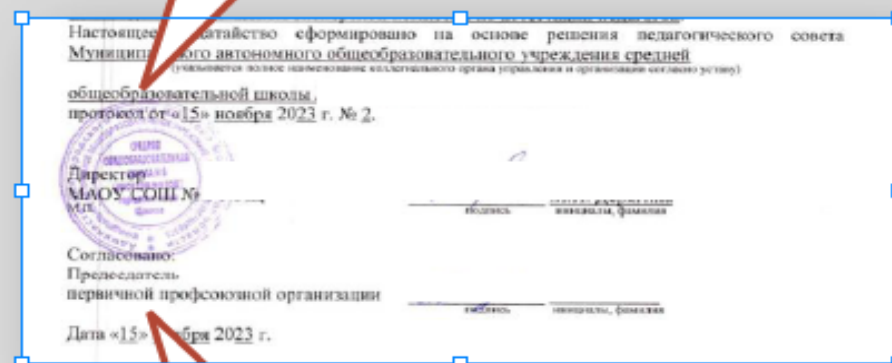 Настоящее ходатайство сформировано на основе решения педагогического совета
Муниципального автономного общеобразовательного учреждения средней
(указывается полное наименование коллегиального органа управления и организации согласно уставу)
общеобразовательной школы,
протокол от «15» ноября 2023 г. № 2.
Директор
МАОУ СОШ №
М.П.
подпись инициалы, фамилия
Согласовано:
Председатель
первичной профсоюзной организации
подпись инициалы, фамилия
Дата «15» ноября 2023 г.